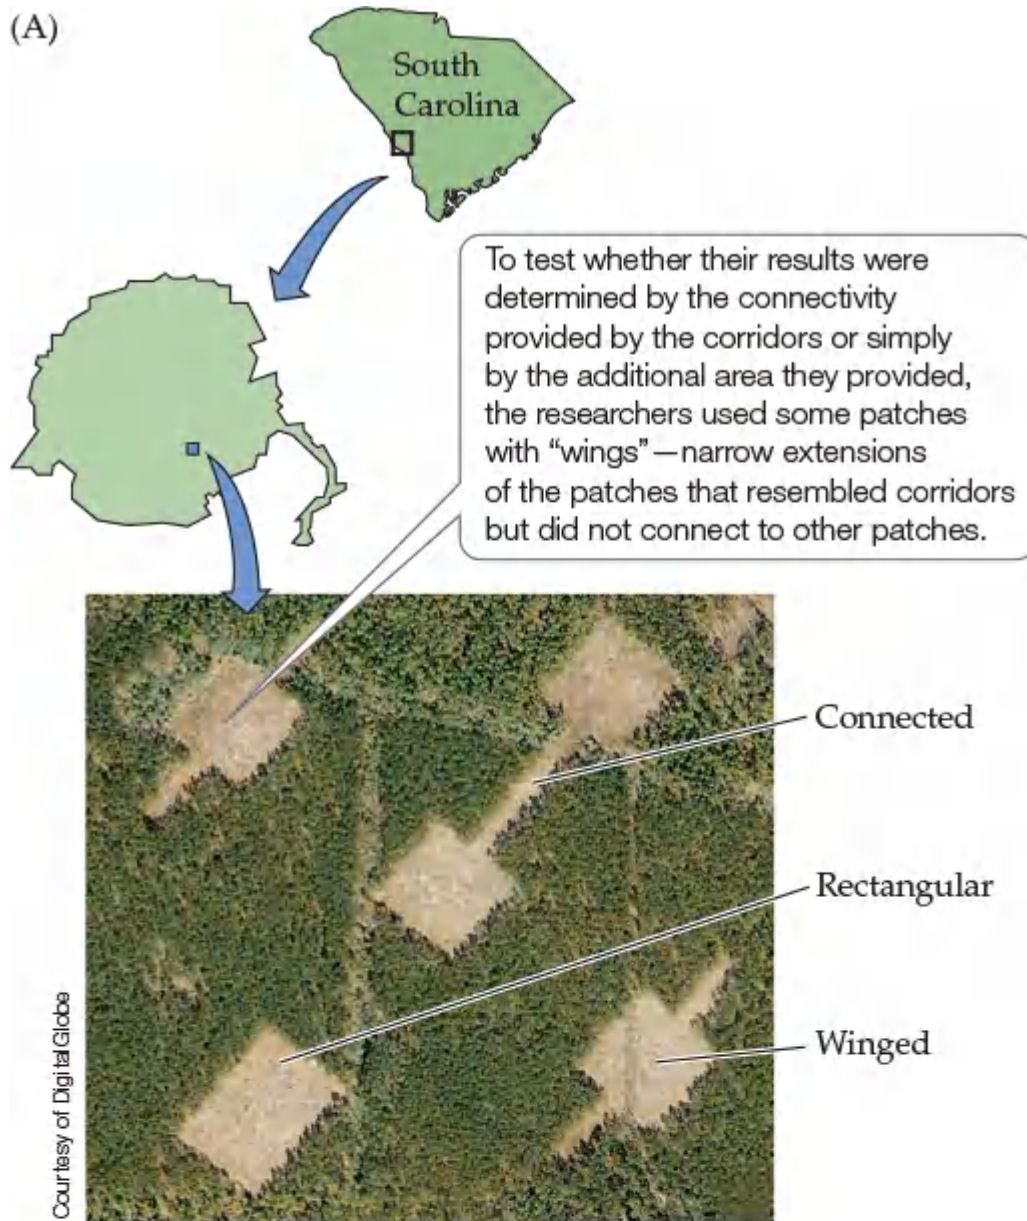 (A)
South
Carolina
To test whether their results were
determined by the connectivity
provided by the corridors or simply
by the additional area they provided,
the researchers used some patches
with “wings”—narrow extensions
of the patches that resembled corridors
but did not connect to other patches.
Connected
Rectangular
Winged
Courtesy of DigitalGlobe